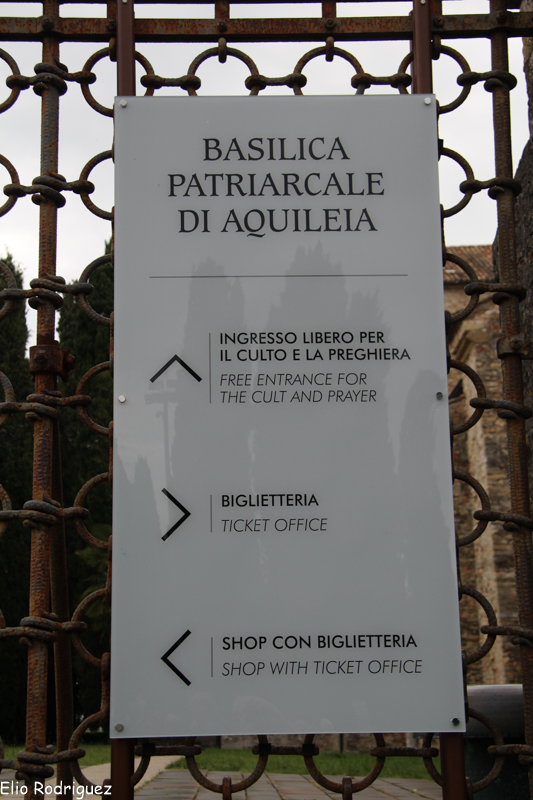 BASILICA
PATRIARCALE
DI AQUILEIA
INGRESSO LIBERO PER
IL CULTO E LA PREGHIERA
FREE ENTRANCE FOR
THE CULT AND PRAYER
BIGLIETTERIA
TICKET OFFICE
SHOP CON BIGLIETTERIA
SHOP WITH TICKET OFFICE
Elio Rodriguez